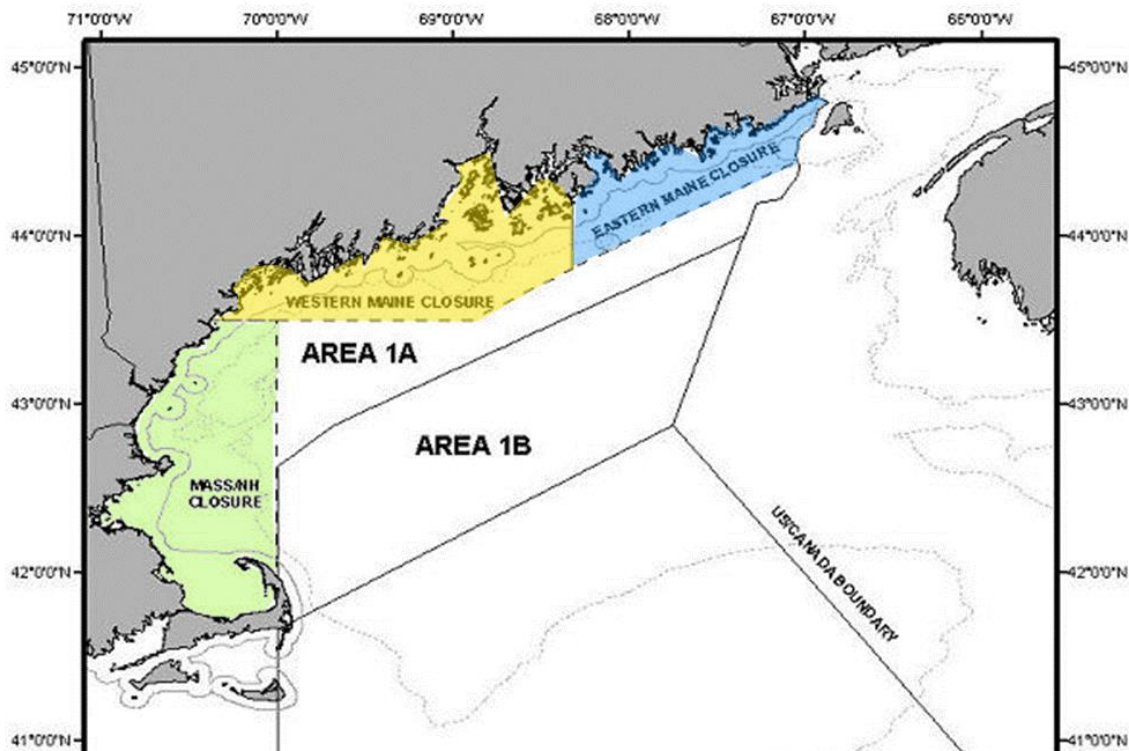 71°0'0"W 70°0'0"W 69°0'0"W 68°0'0"W 67°0'0"W 66°0'0"W
45°0'0"N 45°0'0"N
EASTERN MAINE CLOSURE
44°0'0"N 44°0'0"N
WESTERN MAINE CLOSURE
AREA 1A
43°0'0"N 43°0'0"N
AREA 1B
MASS/NH
CLOSURE
US/CANADA BOUNDARY
42°0'0"N 42°0'0"N
41°0'0"N 41°0'0"N